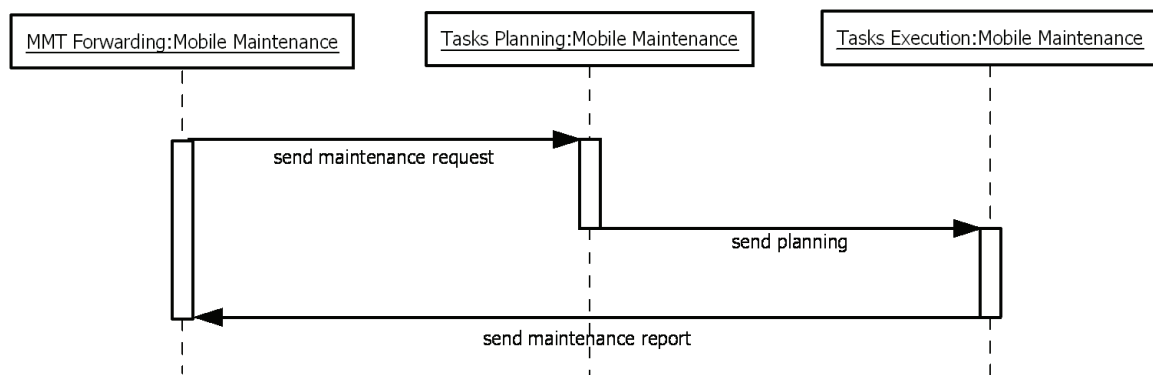 MMT Forwarding:Mobile Maintenance
Tasks Planning:Mobile Maintenance
Tasks Execution:Mobile Maintenance
send maintenance request
send planning
send maintenance report